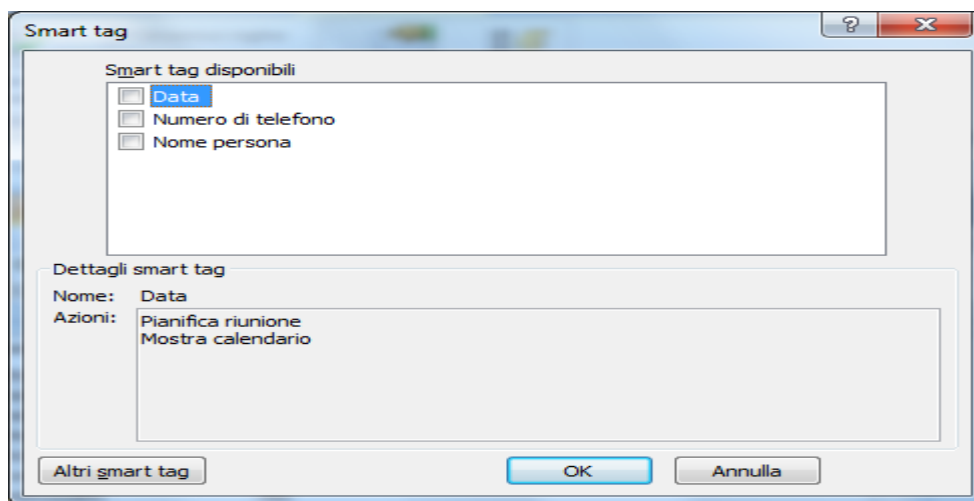 Smart tag
Smart tag disponibili
Data
Numero di telefono
Nome persona
Dettagli smart tag
Nome: Data
Azioni: Pianifica riunione
Mostra calendario
Altri smart tag OK Annulla